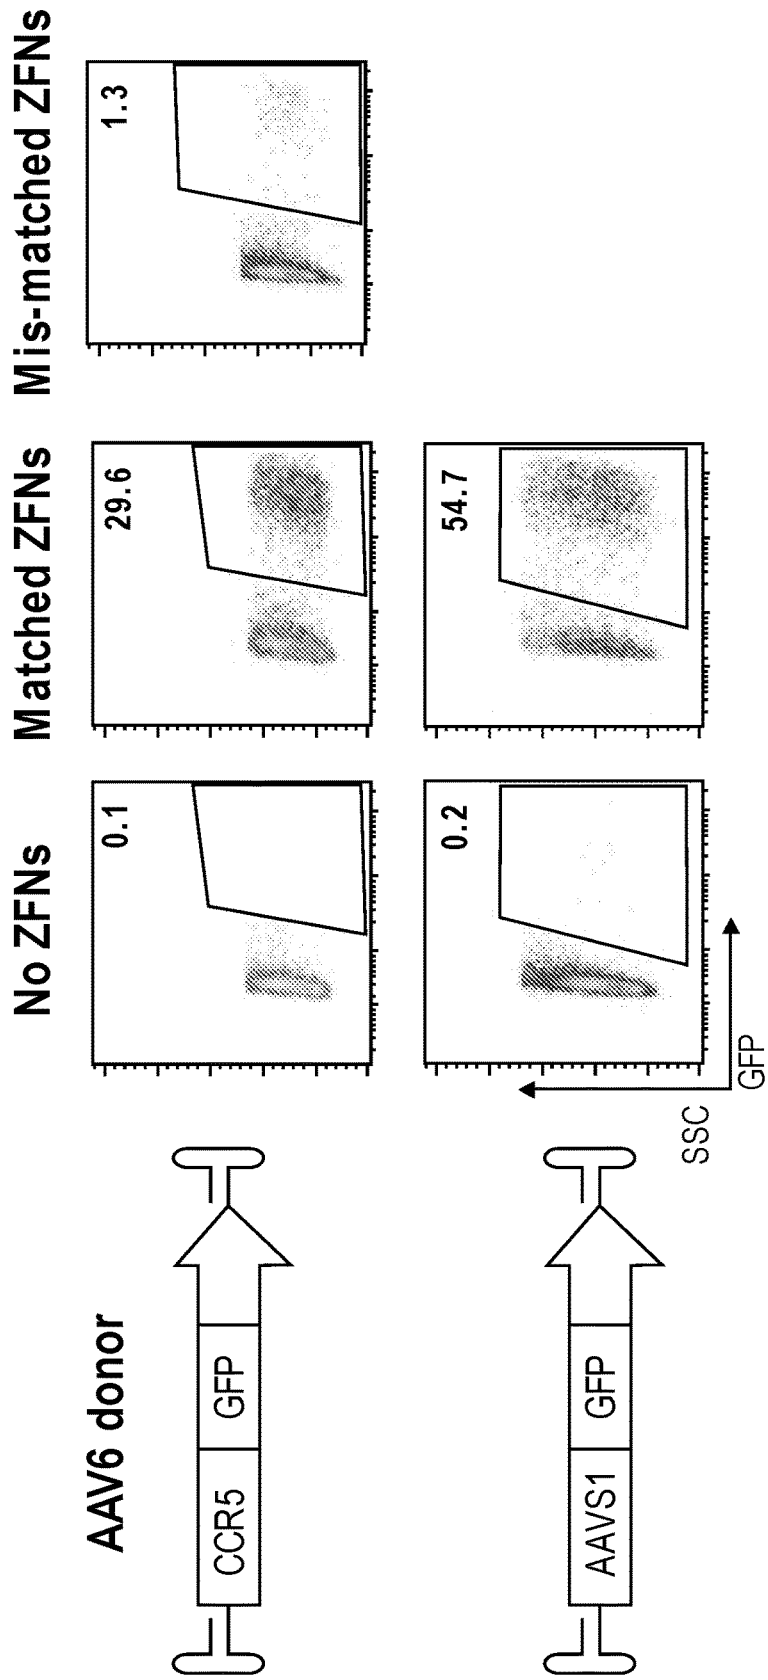 AAV6 donor
No ZFNs
Matched ZFNs
Mis-matched ZFNs
CCR5
GFP
0.1
29.6
1.3
AAVS1
GFP
0.2
54.7
SSC
GFP